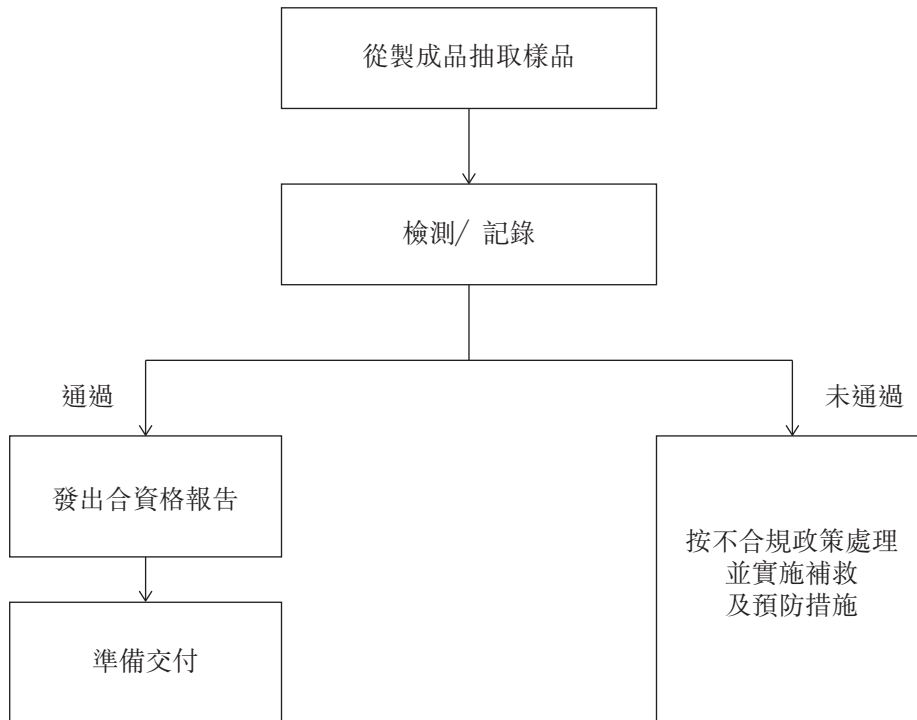 從製成品抽取樣品
檢測/ 記錄
通過
未通過
發出合資格報告
按不合規政策處理
並實施補救
及預防措施
準備交付